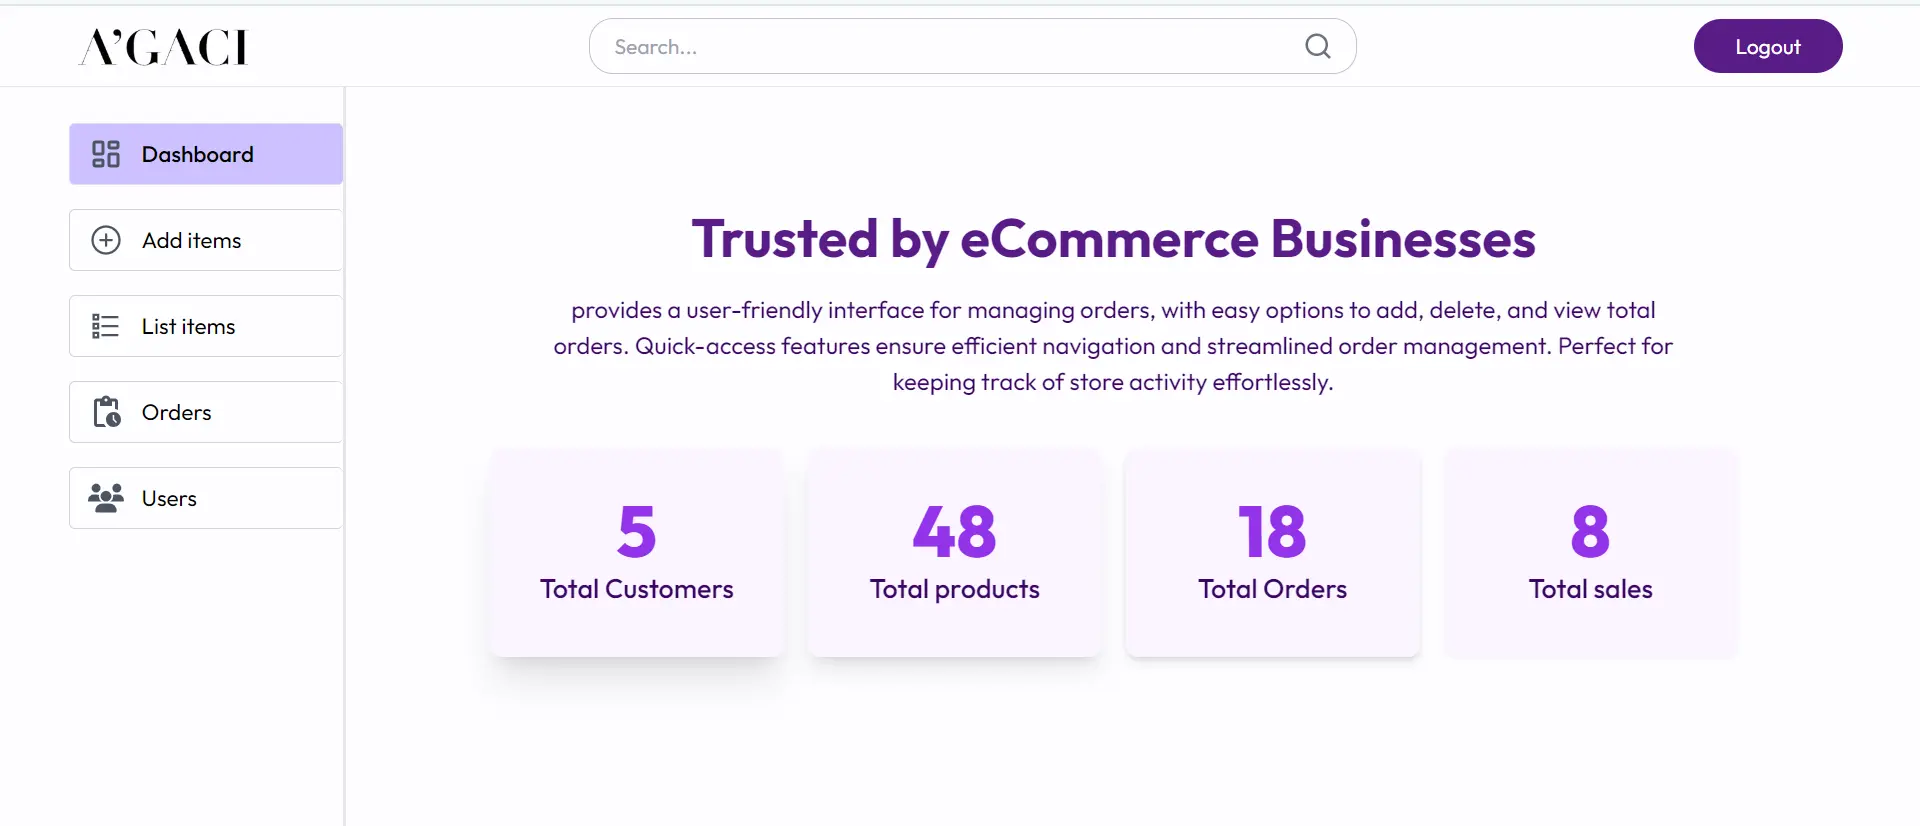 A'GACI
Search...
Logout
Dashboard
Add items
List items
Orders
Users
Trusted by eCommerce Businesses
provides a user-friendly interface for managing orders, with easy options to add, delete, and view total
orders. Quick-access features ensure efficient navigation and streamlined order management. Perfect for
keeping track of store activity effortlessly.
5
Total Customers
48
Total products
18
Total Orders
8
Total sales